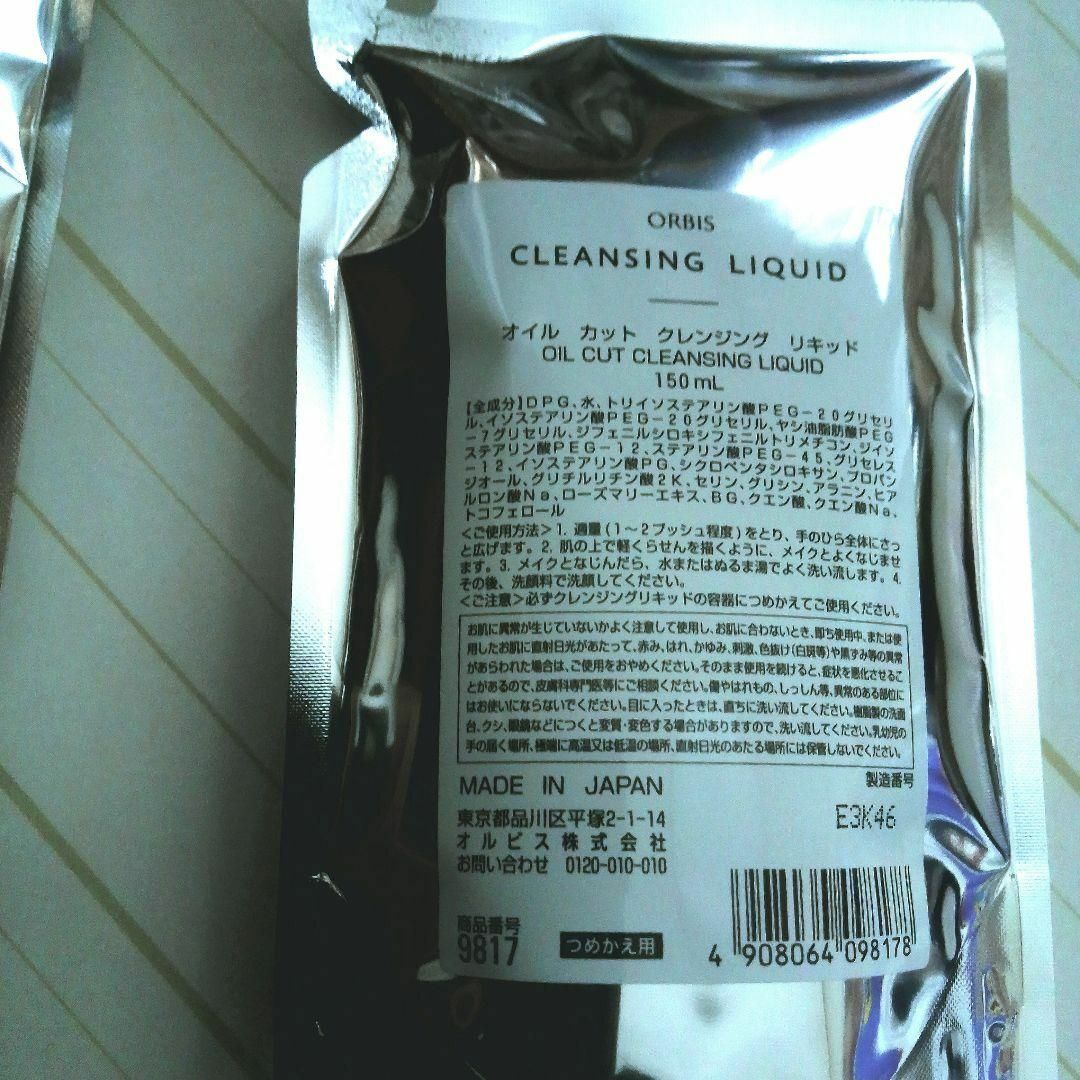 ORBIS
CLEANSING LIQUID
オイル カット クレンジング リキッド
OIL CUT CLEANSING LIQUID
150mL
【全成分】DPG、水、トリイソステアリン酸PEG-20グリセリ
ル、イソステアリン酸PEG-20グリセリル、ヤシ油脂肪酸PEG
-7グリセリル、ジフェニルシロキシフェニルトリメチコン、ジイソ
ステアリン酸PEG-12、ステアリン酸PEG-45、グリセレス
-12、イソステアリン酸PG、シクロペンタシロキサン、プロパン
ジオール、グリチルリチン酸2K、セリン、グリシン、アラニン、ヒア
ルロン酸Na、ローズマリーエキス、BG、クエン酸、クエン酸Na、
トコフェロール
<ご使用方法>1. 適量(1〜2プッシュ程度)をとり、手のひら全体にさっ
と広げます。2. 肌の上で軽くらせんを描くように、メイクとよくなじませ
ます。3. メイクとなじんだら、水またはぬるま湯でよく洗い流します。4.
その後、洗顔料で洗顔してください。
<ご注意>必ずクレンジングリキッドの容器につめかえてご使用ください。
お肌に異常が生じていないかよく注意して使用し、お肌に合わないとき、即ち使用中、または使
用したお肌に直射日光があたって、赤み、はれ、かゆみ、刺激、色抜け(白斑等)や黒ずみ等の異常
があらわれた場合は、ご使用をおやめください。そのまま使用を続けると、症状を悪化させるこ
とがあるので、皮膚科専門医等にご相談ください。傷やはれもの、しっしん等、異常のある部位に
はお使いにならないでください。目に入ったときは、直ちに洗い流してください。樹脂製の洗面
台、クシ、眼鏡などにつくと変質・変色する場合がありますので、洗い流してください。乳幼児の
手の届く場所、極端に高温又は低温の場所、直射日光のあたる場所には保管しないでください。
MADE IN JAPAN
製造番号
東京都品川区平塚2-1-14
E3K46
オルビス株式会社
お問い合わせ 0120-010-010
商品番号
9817
つめかえ用
4 908064 098178